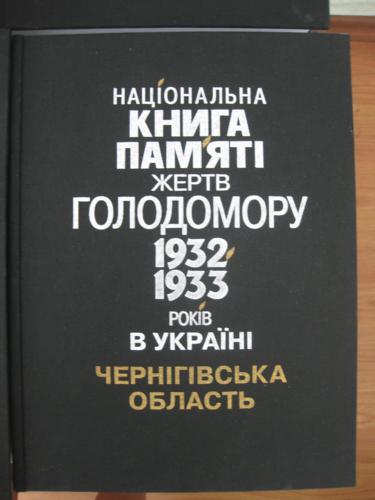 НАЦІОНАЛЬНА
КНИГА
ПАМ'ЯТІ
ЖЕРТВ
ГОЛОДОМОРУ
1932
1933
РОКІВ
В УКРАЇНІ
ЧЕРНІГІВСЬКА
ОБЛАСТЬ